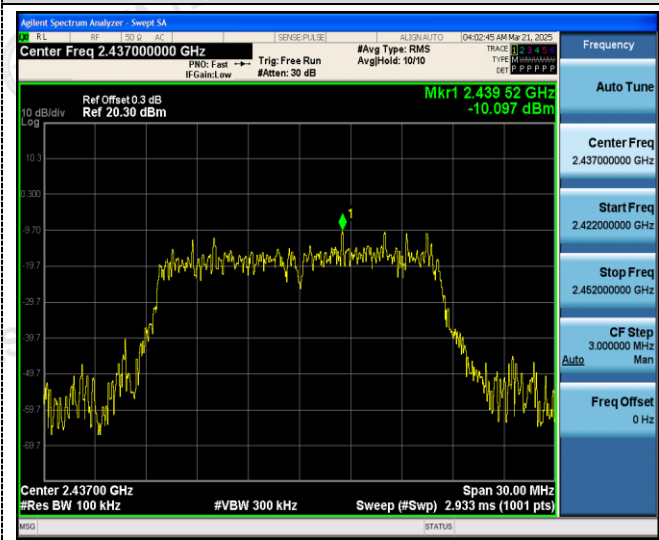 Agilent Spectrum Analyzer - Swept SA
RL RF 50 Ω AC SENSE:PULSE ALIGN AUTO 04:02:45 AM Mar 21, 2025
Center Freq 2.437000000 GHz
PNO: Fast
IFGain:Low
Trig: Free Run
#Atten: 30 dB
#Avg Type: RMS
Avg|Hold: 10/10
TRACE 1 2 3 4 5 6
TYPE M WWWWW
DET P P P P P P
Ref Offset 0.3 dB
10 dB/div Ref 20.30 dBm
Log
Mkr1 2.439 52 GHz
-10.097 dBm
10.3
0.300
-9.70
-19.7
-29.7
-39.7
-49.7
-59.7
-69.7
1
Center 2.43700 GHz Span 30.00 MHz
#Res BW 100 kHz #VBW 300 kHz Sweep (#Swp) 2.933 ms (1001 pts)
MSG STATUS
Frequency
Auto Tune
Center Freq
2.437000000 GHz
Start Freq
2.422000000 GHz
Stop Freq
2.452000000 GHz
CF Step
3.000000 MHz
Auto Man
Freq Offset
0 Hz